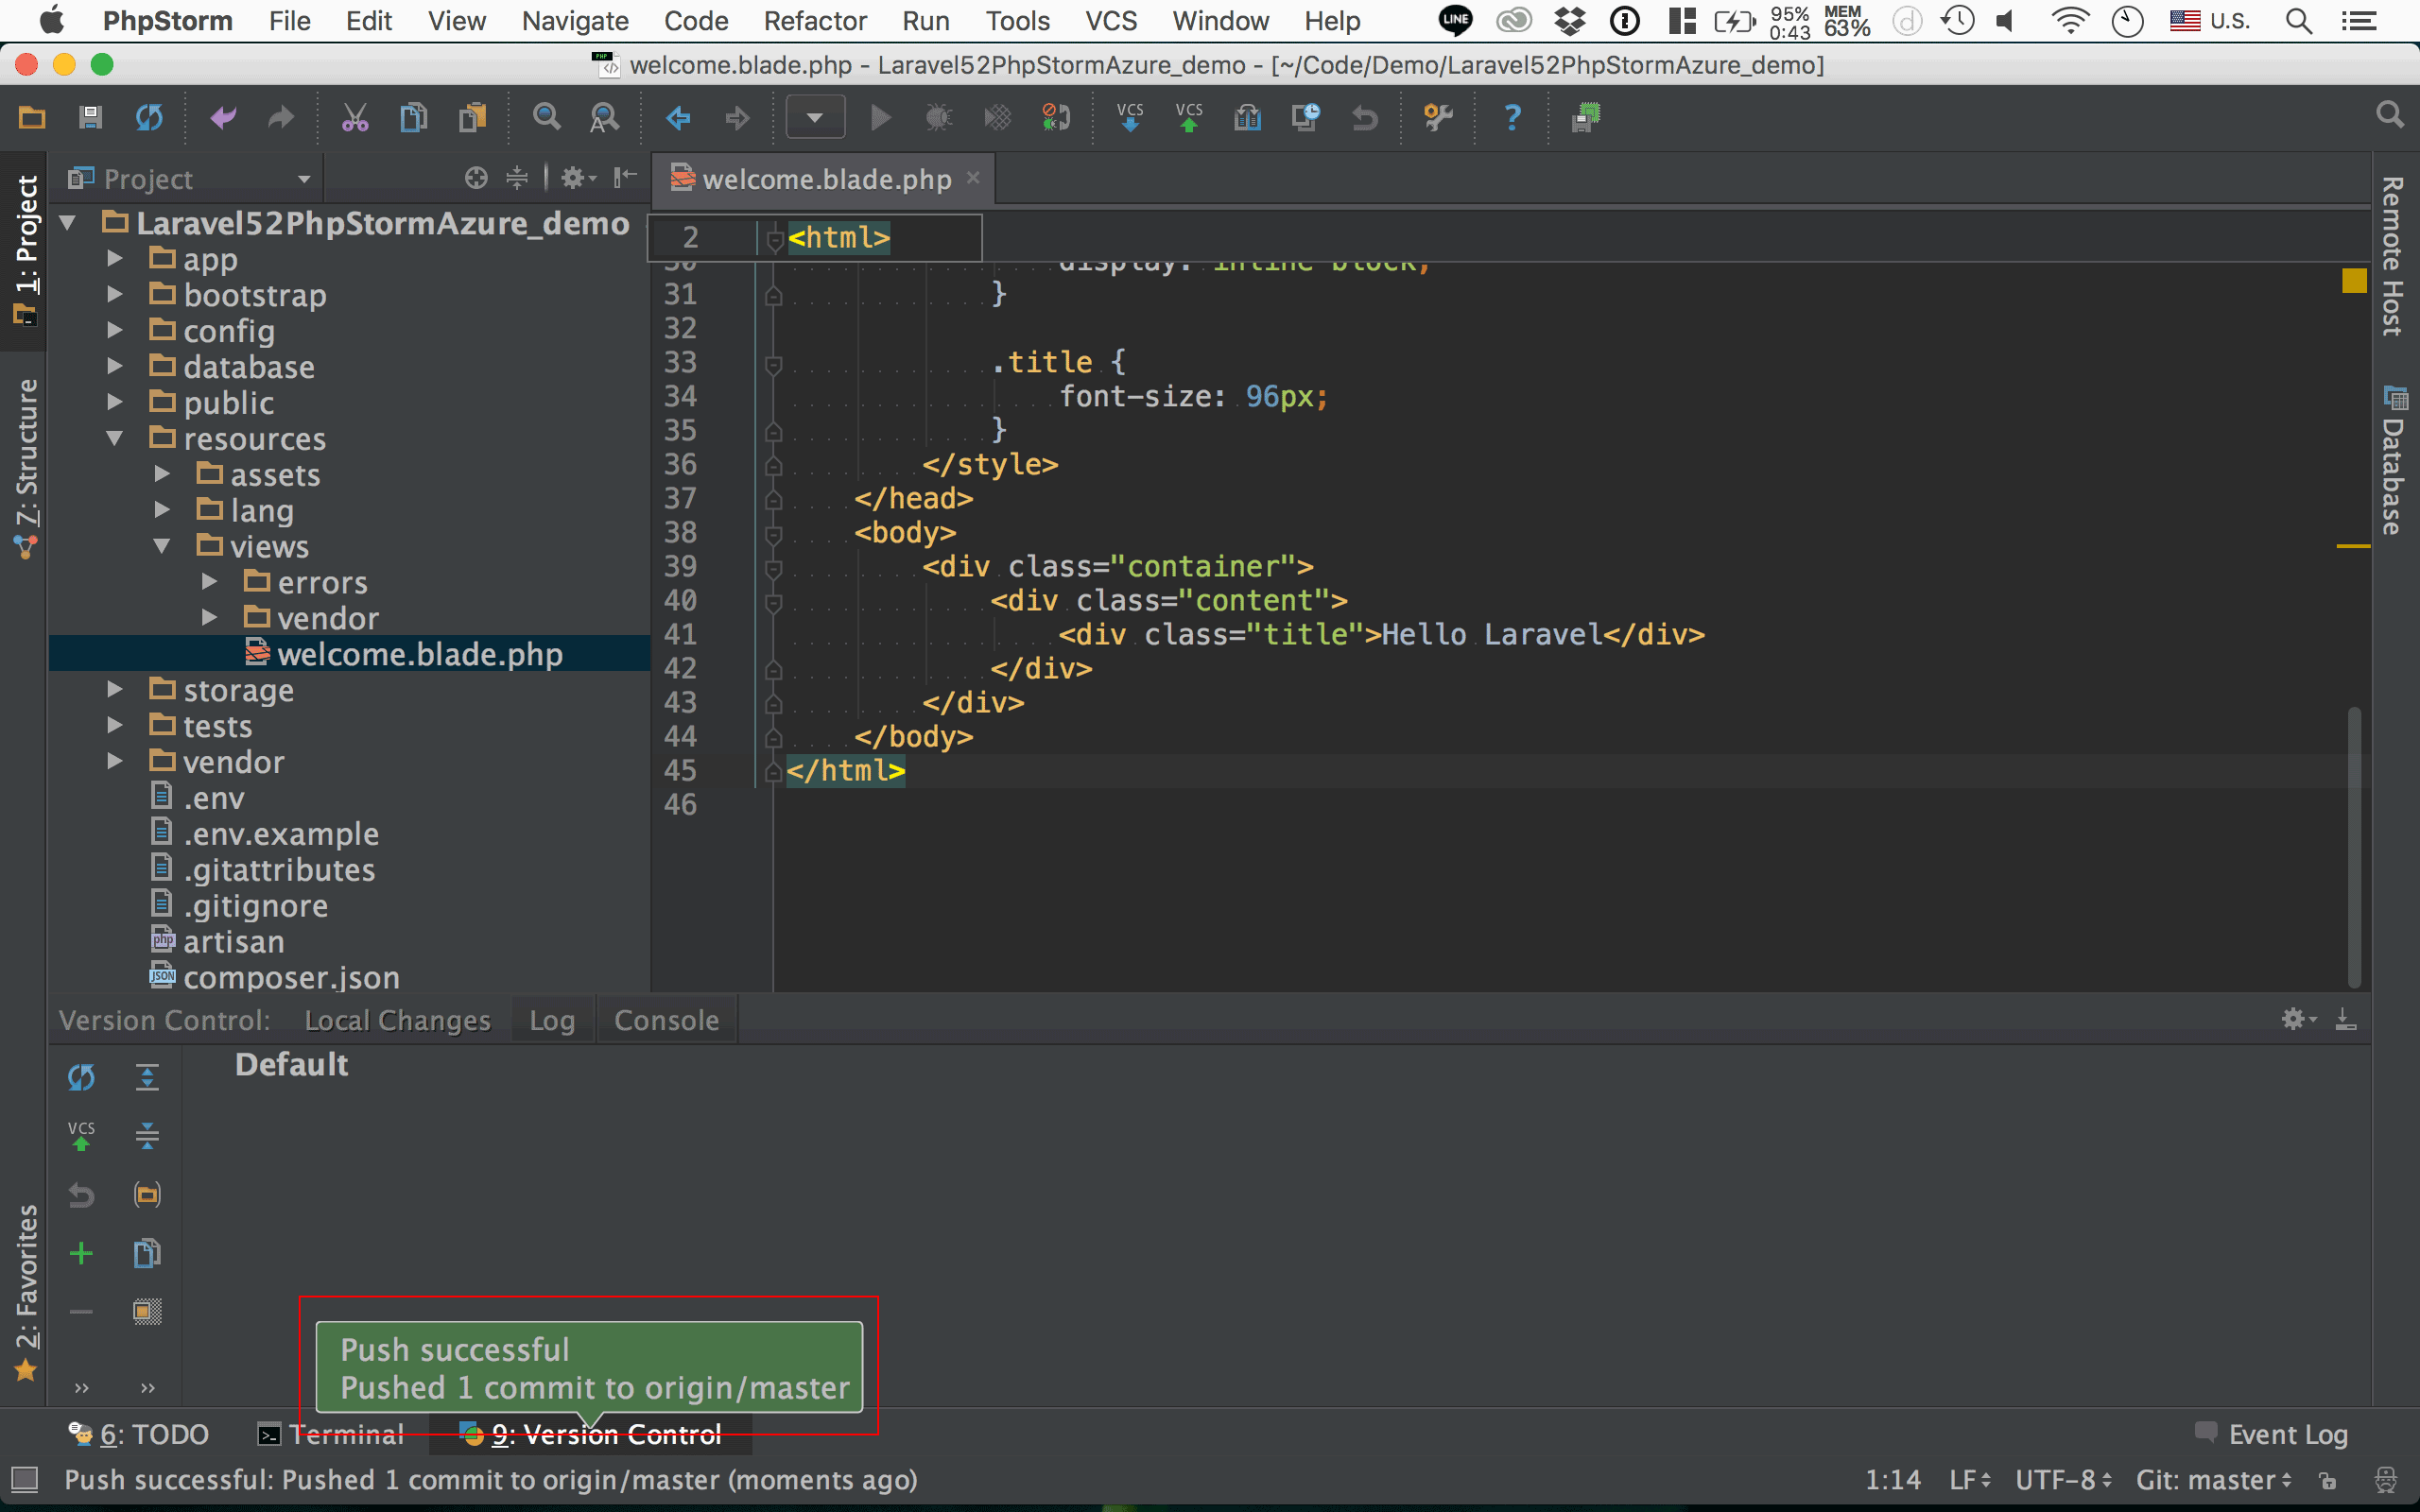 PhpStorm File Edit View Navigate Code Refactor Run Tools VCS Window Help LINE 95% 0:43 MEM 63% U.S.
welcome.blade.php - Laravel52PhpStormAzure_demo - [~/Code/Demo/Laravel52PhpStormAzure_demo]
VCS VCS
1: Project
7: Structure
2: Favorites
Project
Laravel52PhpStormAzure_demo
app
bootstrap
config
database
public
resources
assets
lang
views
errors
vendor
welcome.blade.php
storage
tests
vendor
.env
.env.example
.gitattributes
.gitignore
artisan
composer.json
welcome.blade.php
2 <html>
30 display: inline-block;
31 }
32
33 .title {
34 font-size: 96px;
35 }
36 </style>
37 </head>
38 <body>
39 <div class="container">
40 <div class="content">
41 <div class="title">Hello Laravel</div>
42 </div>
43 </div>
44 </body>
45 </html>
46
Remote Host
Database
Version Control: Local Changes Log Console
Default
VCS
Push successful
Pushed 1 commit to origin/master
6: TODO Terminal 9: Version Control Event Log
Push successful: Pushed 1 commit to origin/master (moments ago) 1:14 LF UTF-8 Git: master